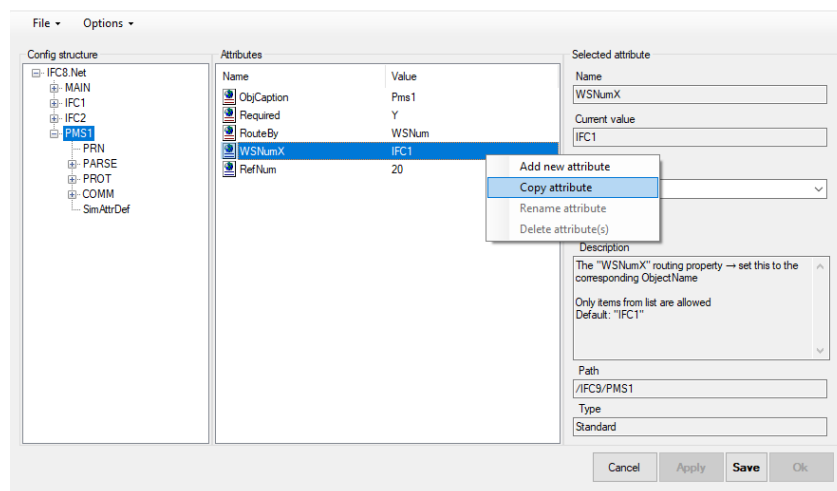 File Options
Config structure
IFC8.Net
MAIN
IFC1
IFC2
PMS1
PRN
PARSE
PROT
COMM
SimAttrDef
Attributes
Name Value
ObjCaption Pms1
Required Y
RouteBy WSNum
WSNumX IFC1
RefNum 20
Add new attribute
Copy attribute
Rename attribute
Delete attribute(s)
Selected attribute
Name
WSNumX
Current value
IFC1
Description
The "WSNumX" routing property → set this to the
corresponding ObjectName
Only items from list are allowed
Default: "IFC1"
Path
/IFC9/PMS1
Type
Standard
Cancel Apply Save Ok